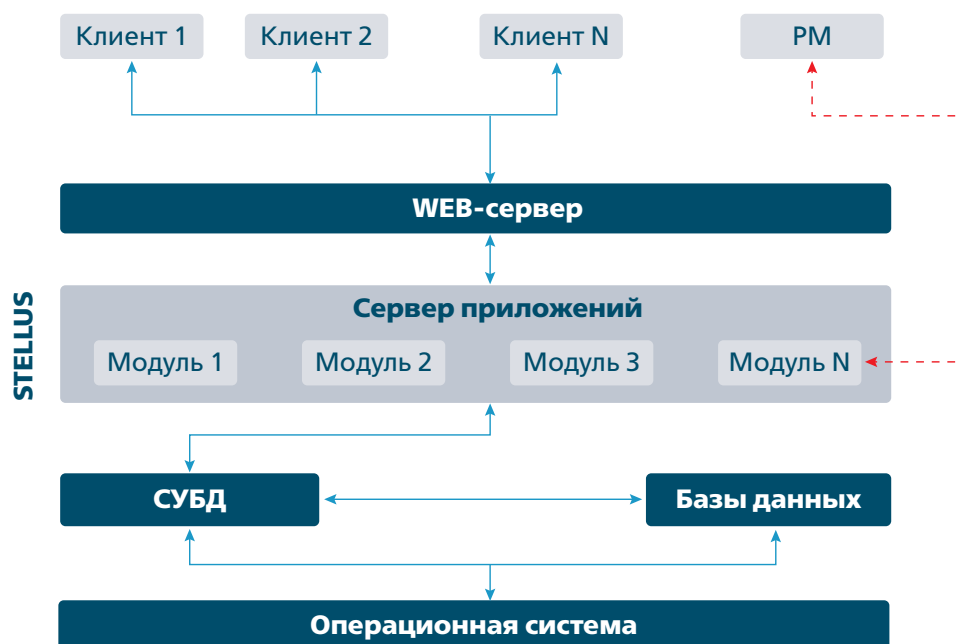 Клиент 1
Клиент 2
Клиент N
РМ
WEB-сервер
STELLUS
Сервер приложений
Модуль 1
Модуль 2
Модуль 3
Модуль N
СУБД
Базы данных
Операционная система